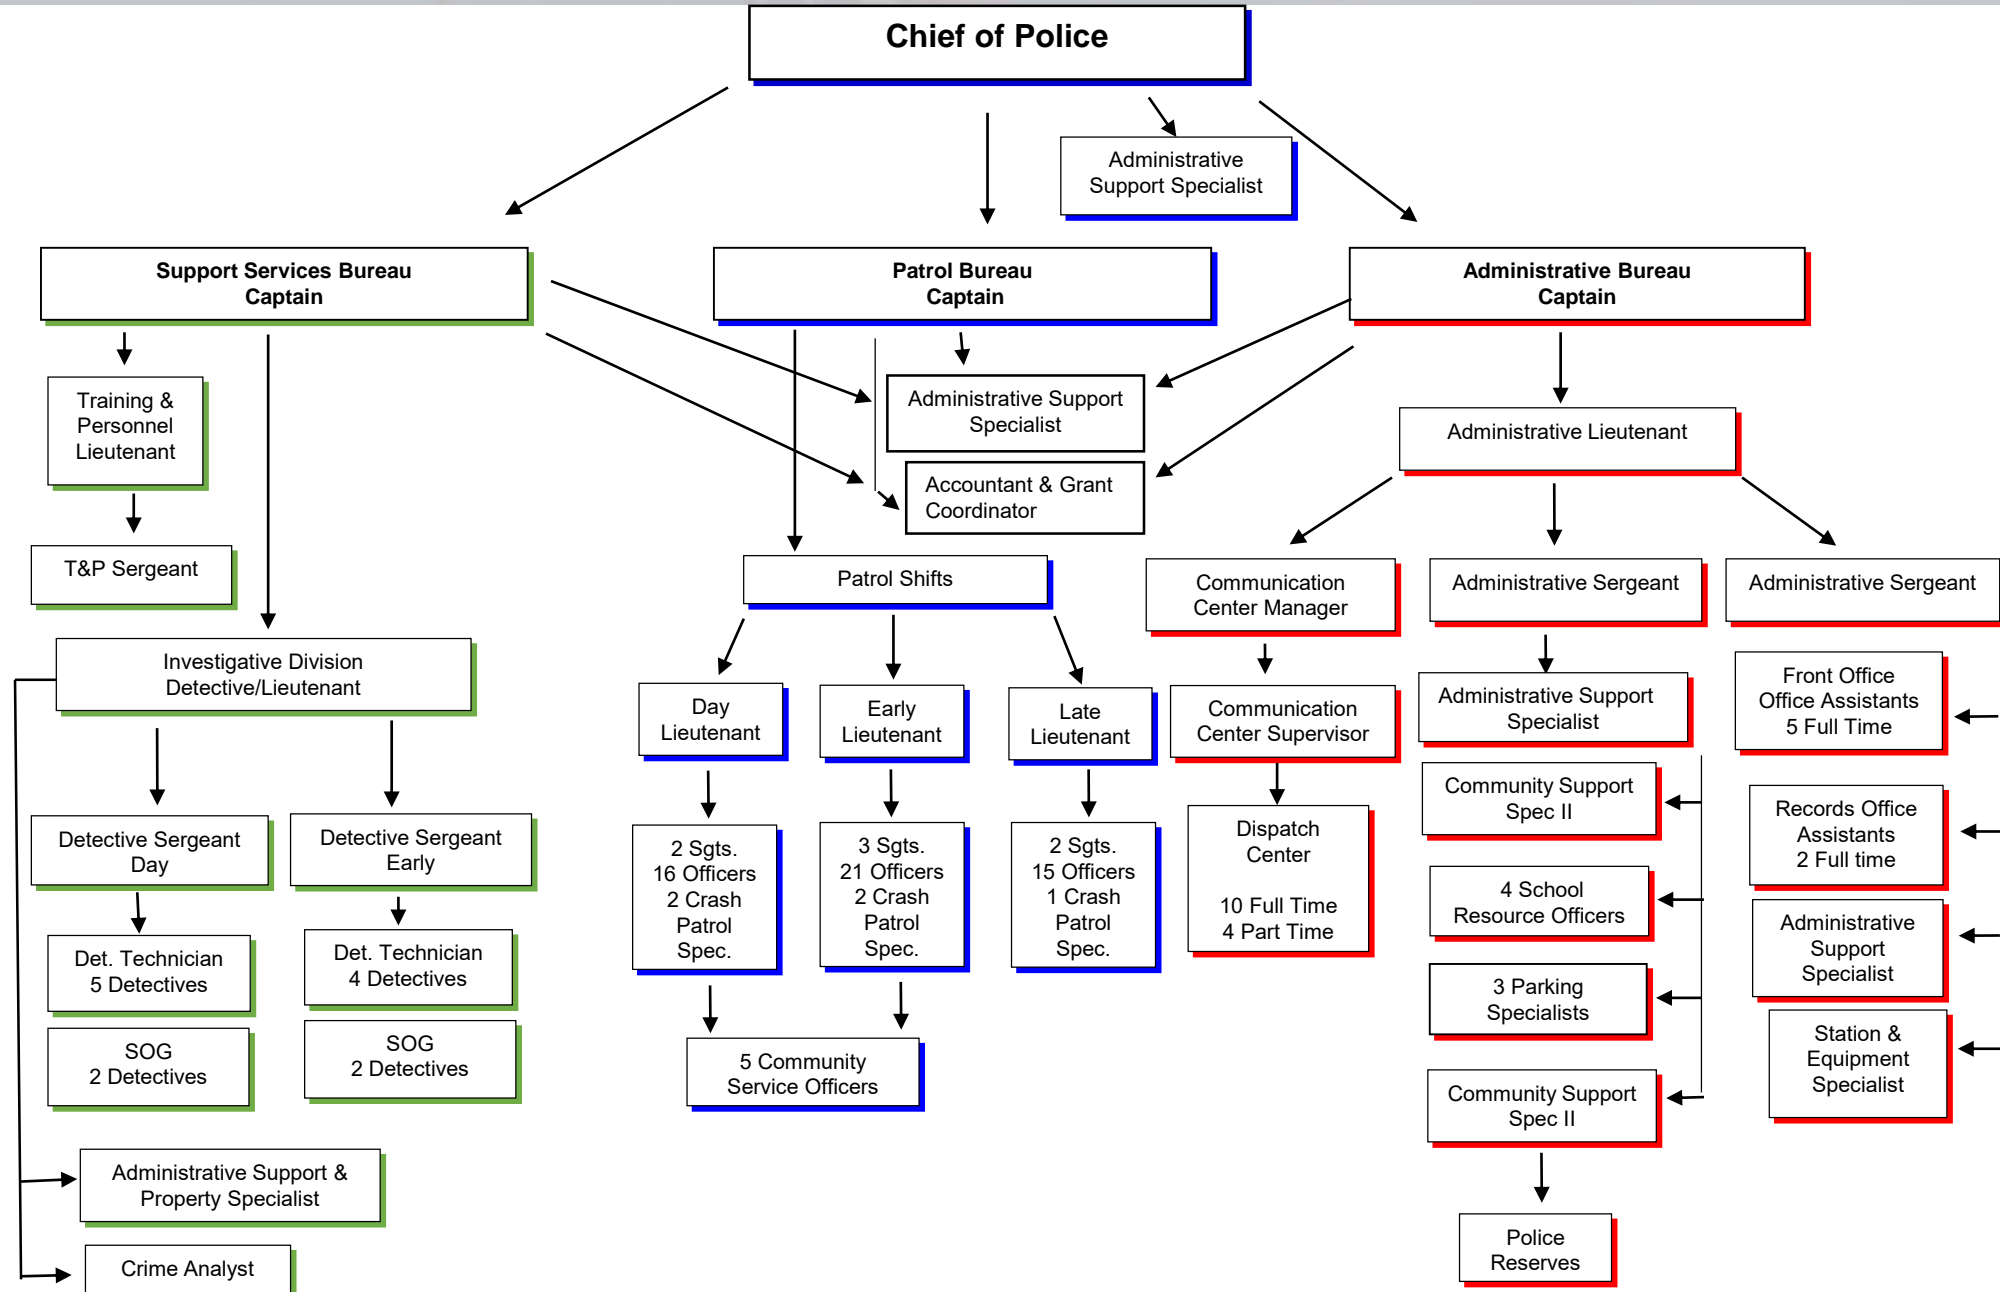 Chief of Police
Administrative
Support Specialist
Support Services Bureau
Captain
Patrol Bureau
Captain
Administrative Bureau
Captain
Training &
Personnel
Lieutenant
Administrative Support
Specialist
Administrative Lieutenant
Accountant & Grant
Coordinator
T&P Sergeant
Patrol Shifts
Communication
Center Manager
Administrative Sergeant
Administrative Sergeant
Investigative Division
Detective/Lieutenant
Day
Lieutenant
Early
Lieutenant
Late
Lieutenant
Communication
Center Supervisor
Administrative Support
Specialist
Front Office
Office Assistants
5 Full Time
Detective Sergeant
Day
Detective Sergeant
Early
2 Sgts.
16 Officers
2 Crash
Patrol
Spec.
3 Sgts.
21 Officers
2 Crash
Patrol
Spec.
2 Sgts.
15 Officers
1 Crash
Patrol
Spec.
Dispatch
Center
10 Full Time
4 Part Time
Community Support
Spec II
Records Office
Assistants
2 Full time
4 School
Resource Officers
Administrative
Support
Specialist
Det. Technician
5 Detectives
Det. Technician
4 Detectives
3 Parking
Specialists
SOG
2 Detectives
SOG
2 Detectives
5 Community
Service Officers
Station &
Equipment
Specialist
Community Support
Spec II
Administrative Support &
Property Specialist
Police
Reserves
Crime Analyst